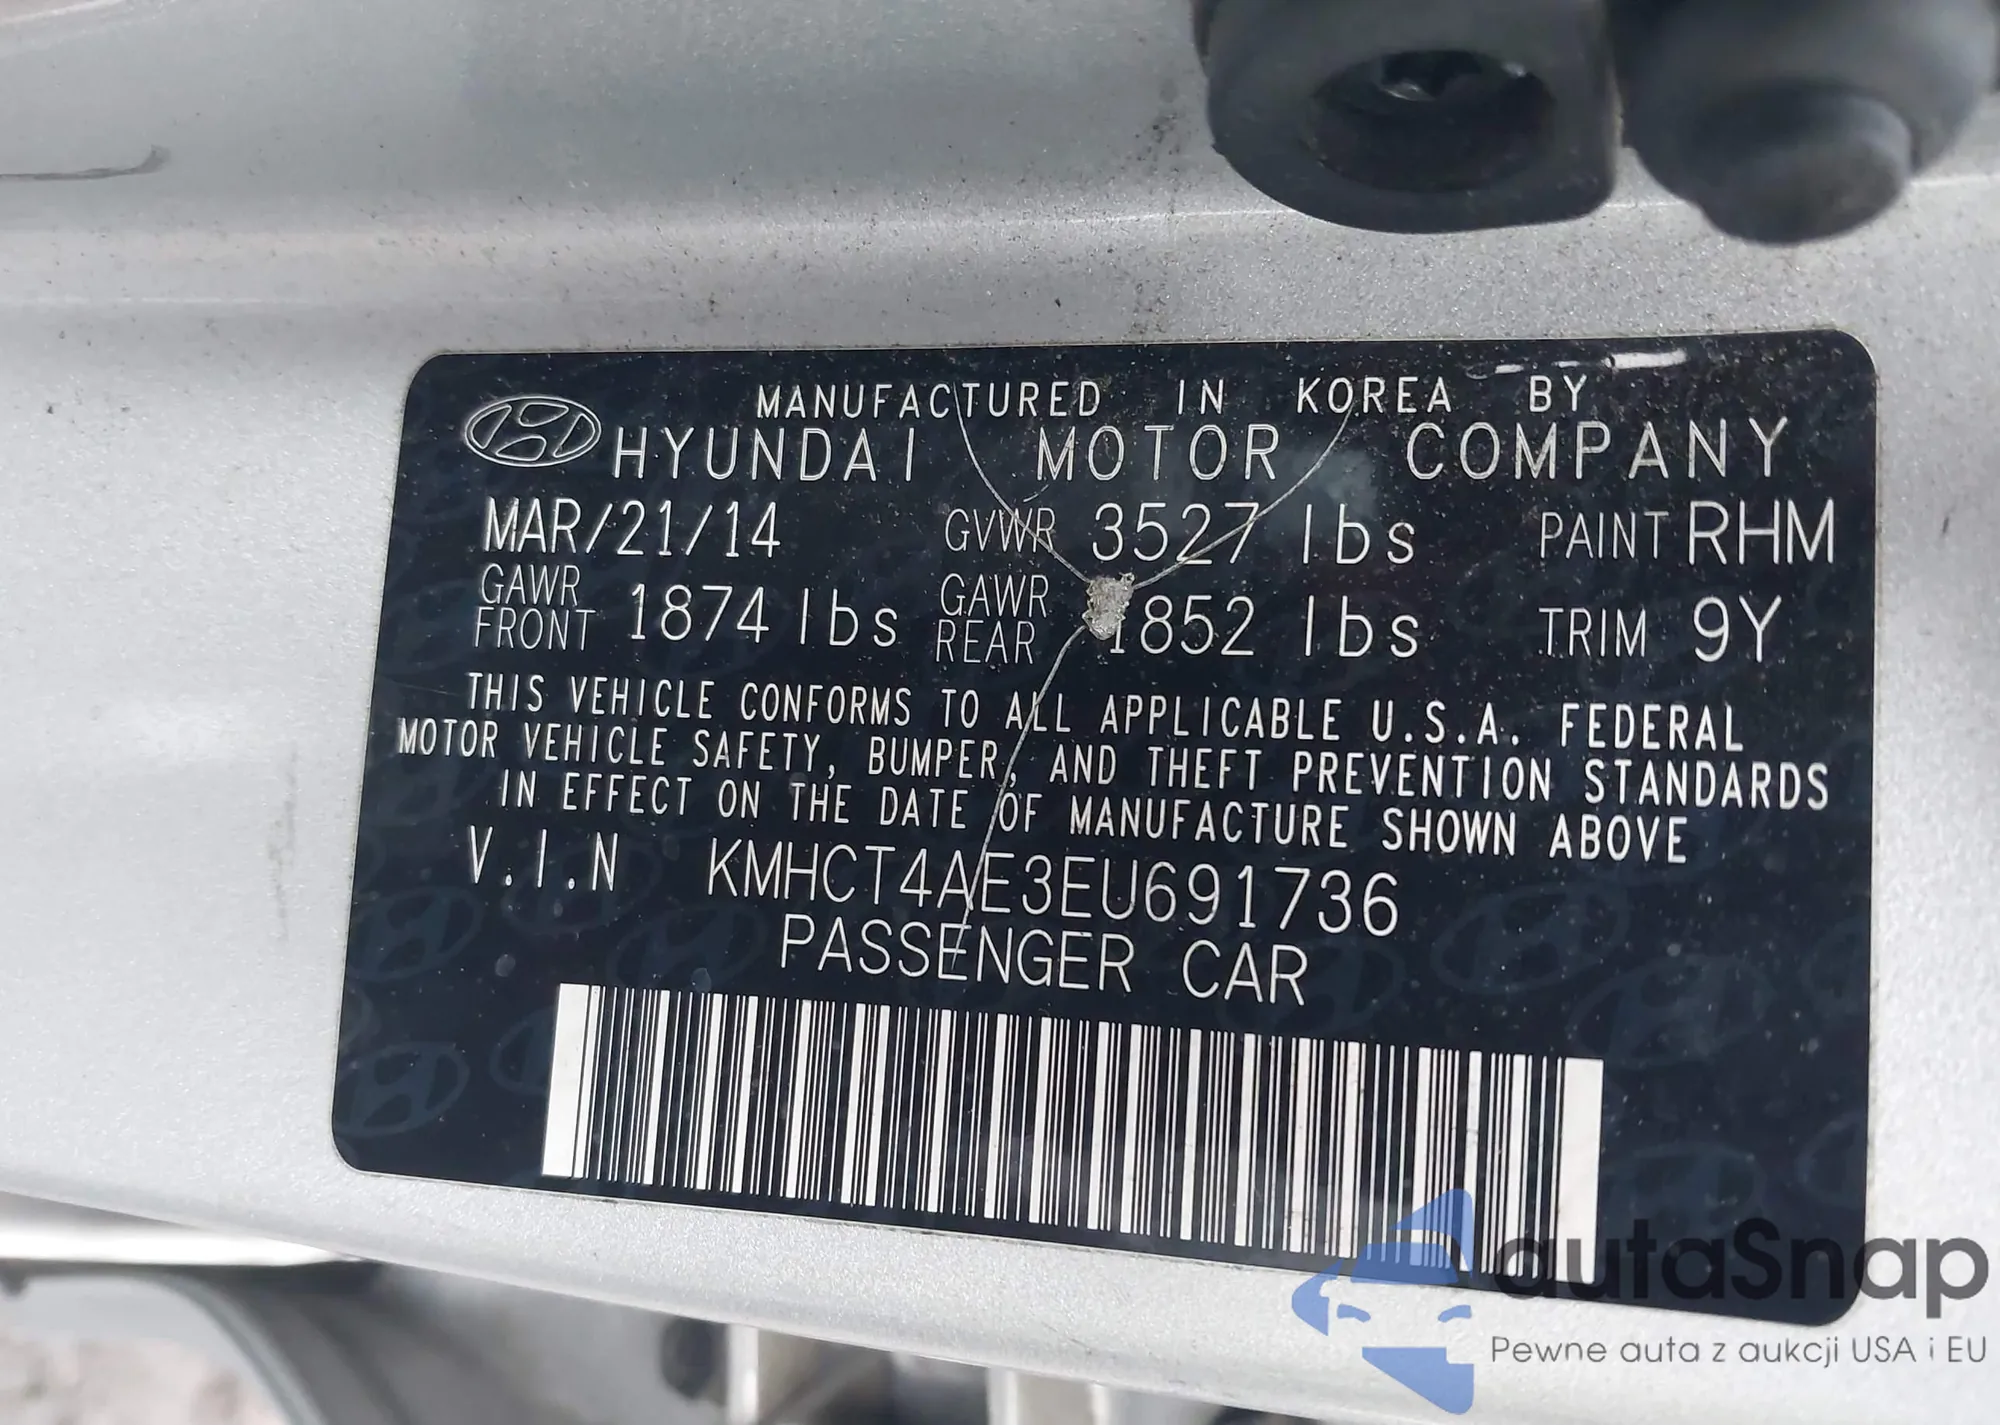 MANUFACTURED IN KOREA BY
HYUNDAI MOTOR COMPANY
MAR/21/14 GVWR 3527 lbs PAINT RHM
GAWR FRONT 1874 lbs GAWR REAR 1852 lbs TRIM 9Y
THIS VEHICLE CONFORMS TO ALL APPLICABLE U.S.A. FEDERAL
MOTOR VEHICLE SAFETY, BUMPER, AND THEFT PREVENTION STANDARDS
IN EFFECT ON THE DATE OF MANUFACTURE SHOWN ABOVE
V.I.N KMHCT4AE3EU691736
PASSENGER CAR
autaSnap
Pewne auta z aukcji USA i EU